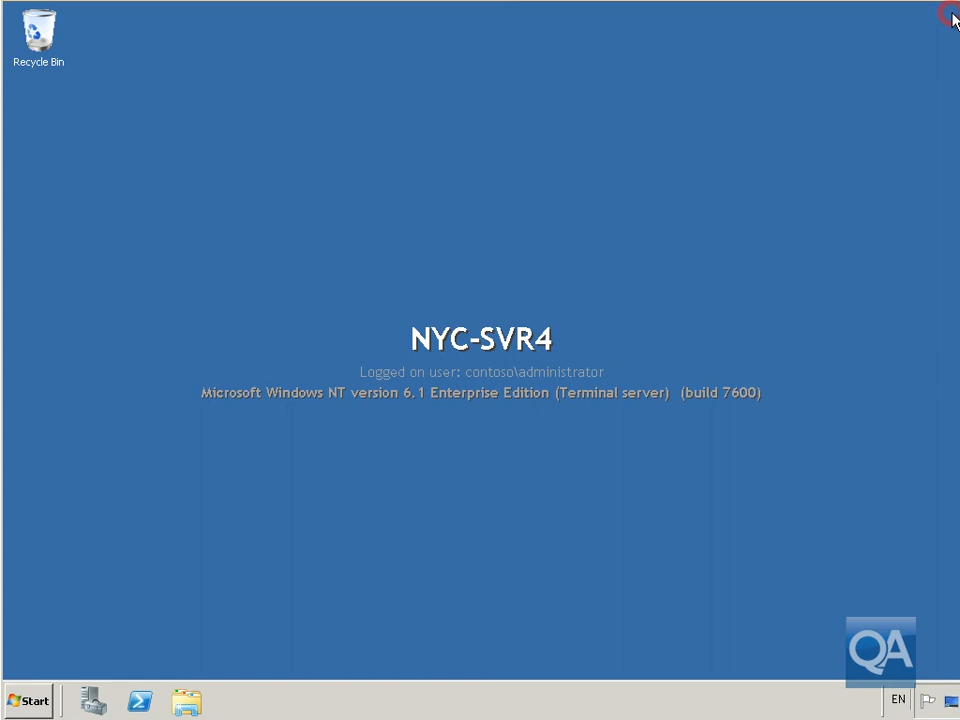 Recycle Bin
NYC-SVR4
Logged on user: contoso\administrator
Microsoft Windows NT version 6.1 Enterprise Edition (Terminal server) (build 7600)
QA
Start
EN